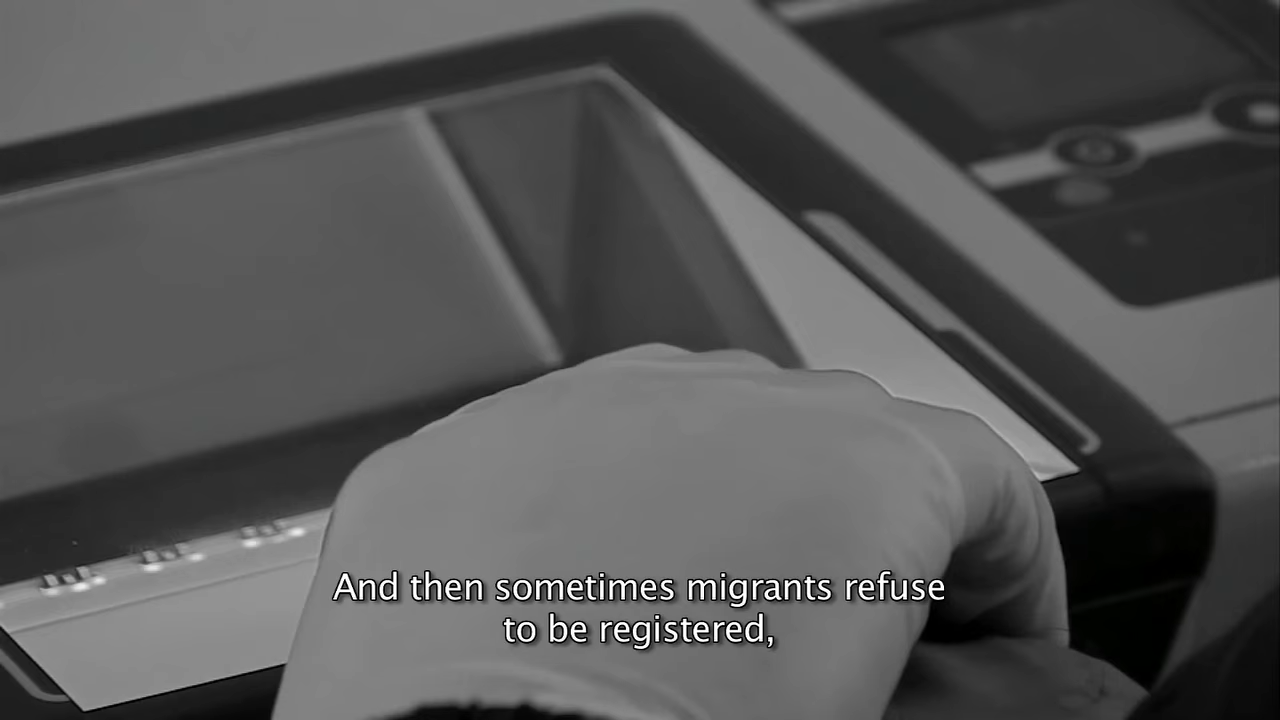 And then sometimes migrants refuse
to be registered,